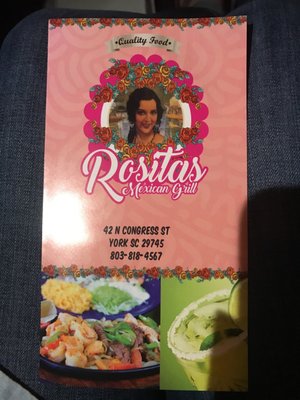 •Quality Food•
Rositas
Mexican Grill
42 N CONGRESS ST
YORK SC 29745
803-818-4567